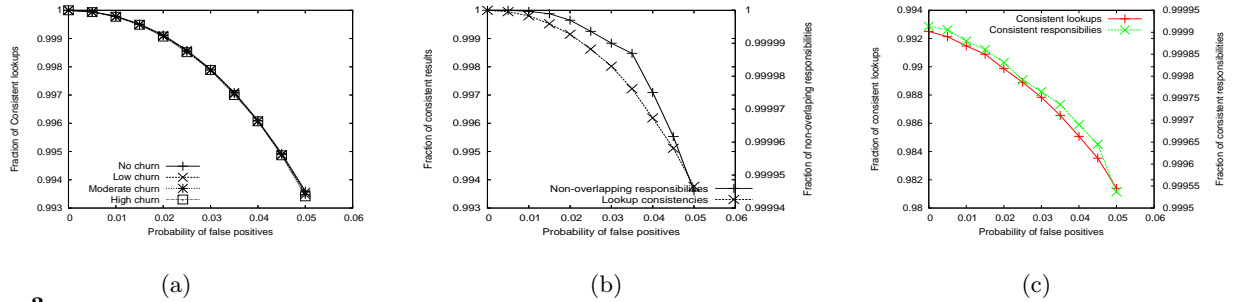 Fraction of Consistent lookups
1
0.999
0.998
0.997
0.996
0.995
0.994
0.993
No churn
Low churn
Moderate churn
High churn
0 0.01 0.02 0.03 0.04 0.05 0.06
Probability of false positives
(a)
Fraction of consistent results
1
0.999
0.998
0.997
0.996
0.995
0.994
0.993
Non-overlapping responsibilities
Lookup consistencies
0 0.01 0.02 0.03 0.04 0.05 0.06
Probability of false positives
1
0.999999
0.99998
0.99997
0.99996
0.99995
0.99994
Fraction of non-overlaping responsibilities
(b)
Fraction of consistent lookups
0.994
0.992
0.99
0.988
0.986
0.984
0.982
0.98
Consistent lookups
Consistent responsibilies
0 0.01 0.02 0.03 0.04 0.05 0.06
Probability of false positives
0.99995
0.9999
0.99985
0.9998
0.99975
0.9997
0.99965
0.9996
0.99955
0.9995
Fraction of consistent responsibilities
(c)